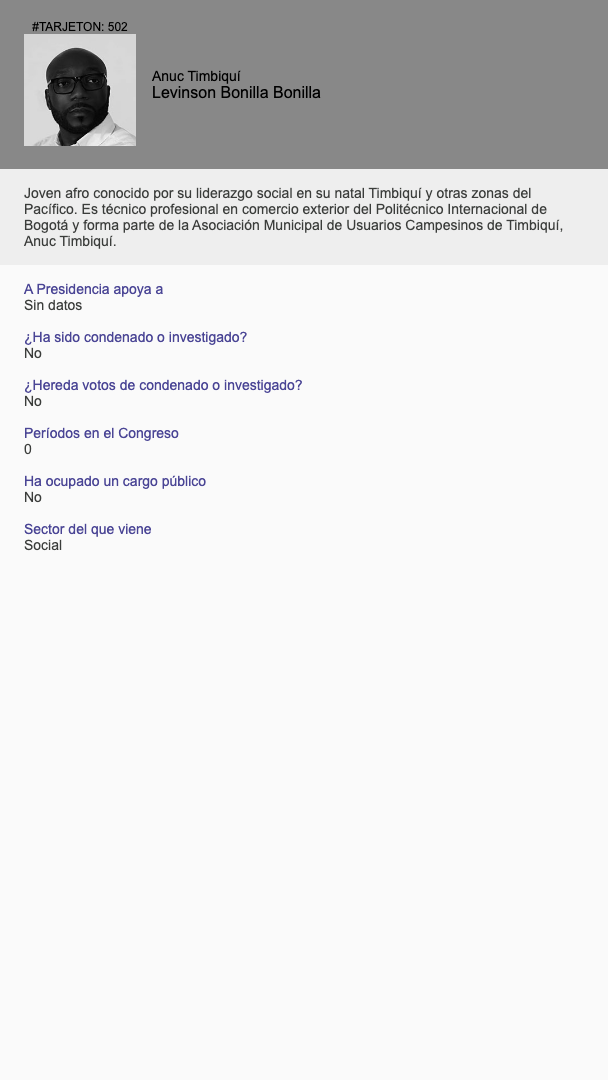 #TARJETON: 502
Anuc Timbiquí
Levinson Bonilla Bonilla
Joven afro conocido por su liderazgo social en su natal Timbiquí y otras zonas del
Pacífico. Es técnico profesional en comercio exterior del Politécnico Internacional de
Bogotá y forma parte de la Asociación Municipal de Usuarios Campesinos de Timbiquí,
Anuc Timbiquí.
A Presidencia apoya a
Sin datos
¿Ha sido condenado o investigado?
No
¿Hereda votos de condenado o investigado?
No
Períodos en el Congreso
0
Ha ocupado un cargo público
No
Sector del que viene
Social